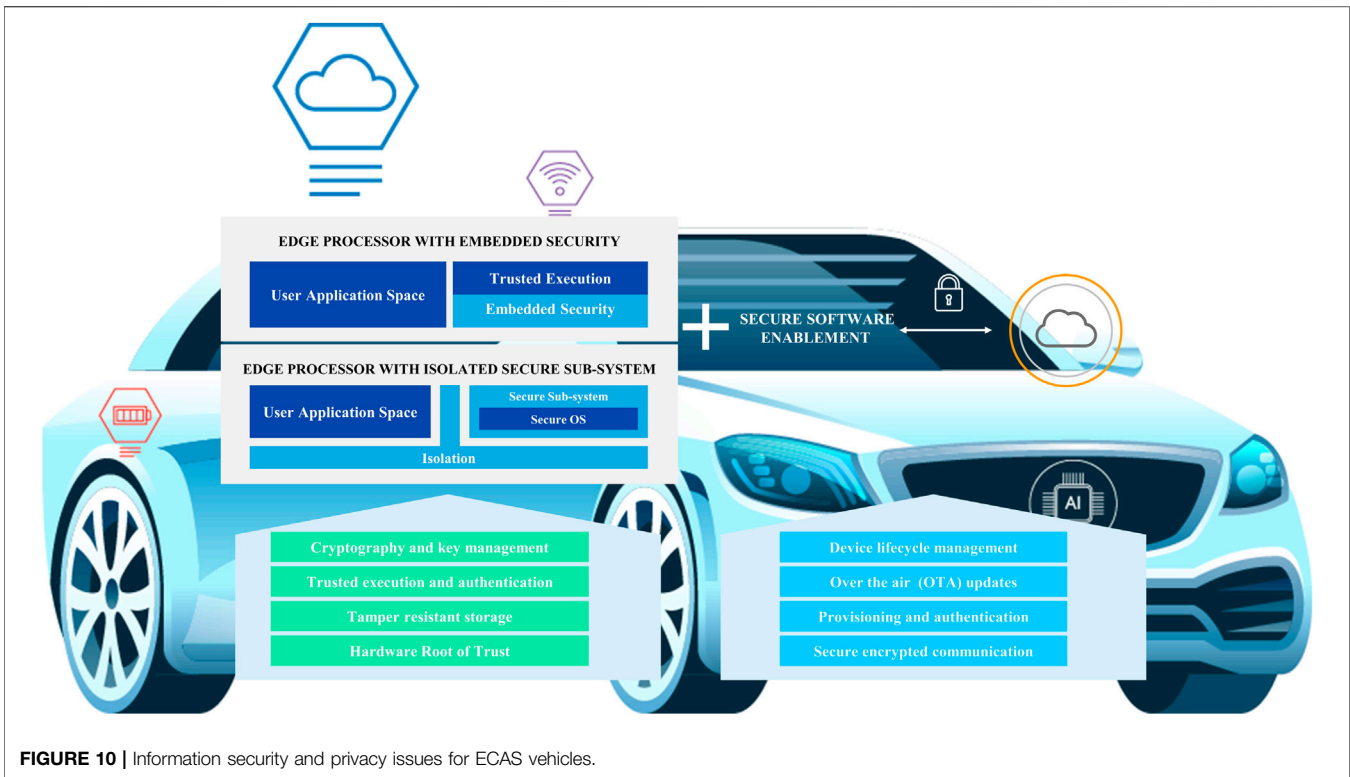 EDGE PROCESSOR WITH EMBEDDED SECURITY
User Application Space
Trusted Execution
Embedded Security
EDGE PROCESSOR WITH ISOLATED SECURE SUB-SYSTEM
User Application Space
Secure Sub-system
Secure OS
Isolation
SECURE SOFTWARE
ENABLEMENT
AI
Cryptography and key management
Trusted execution and authentication
Tamper resistant storage
Hardware Root of Trust
Device lifecycle management
Over the air (OTA) updates
Provisioning and authentication
Secure encrypted communication
FIGURE 10 | Information security and privacy issues for ECAS vehicles.